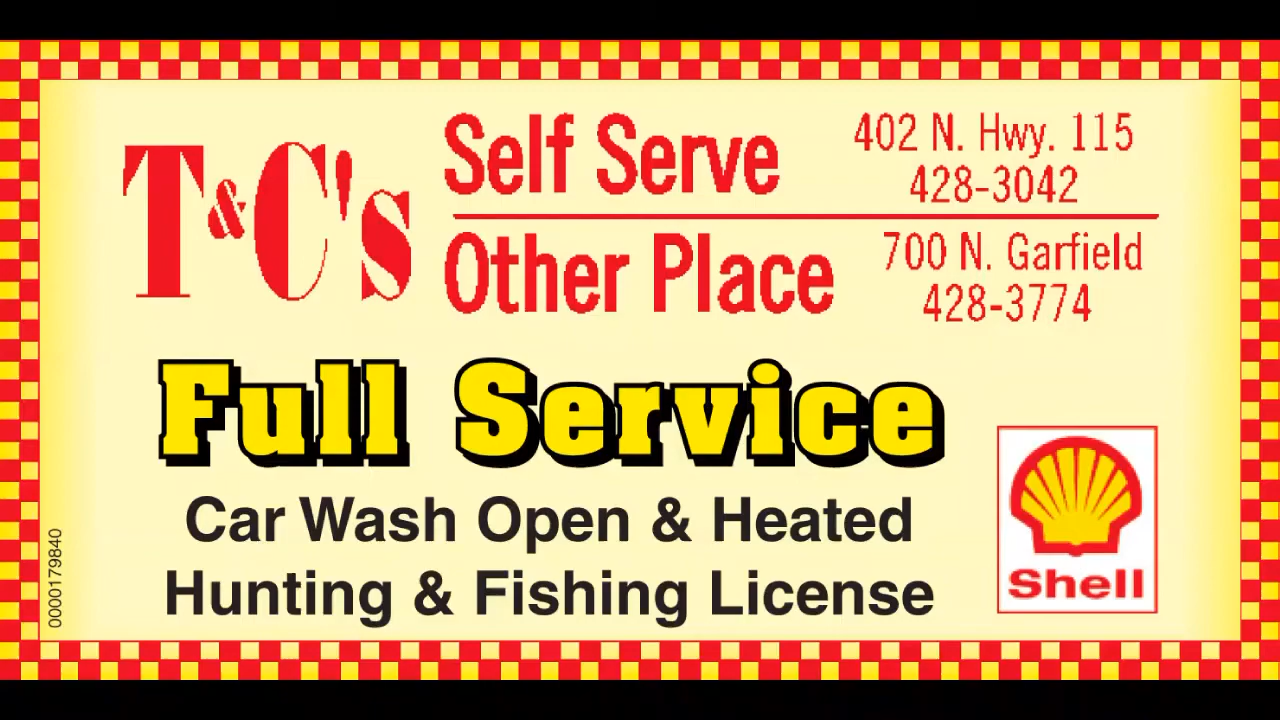 T&C's
Self Serve
402 N. Hwy. 115
428-3042
Other Place
700 N. Garfield
428-3774
Full Service
Car Wash Open & Heated
Hunting & Fishing License
Shell
0000179840